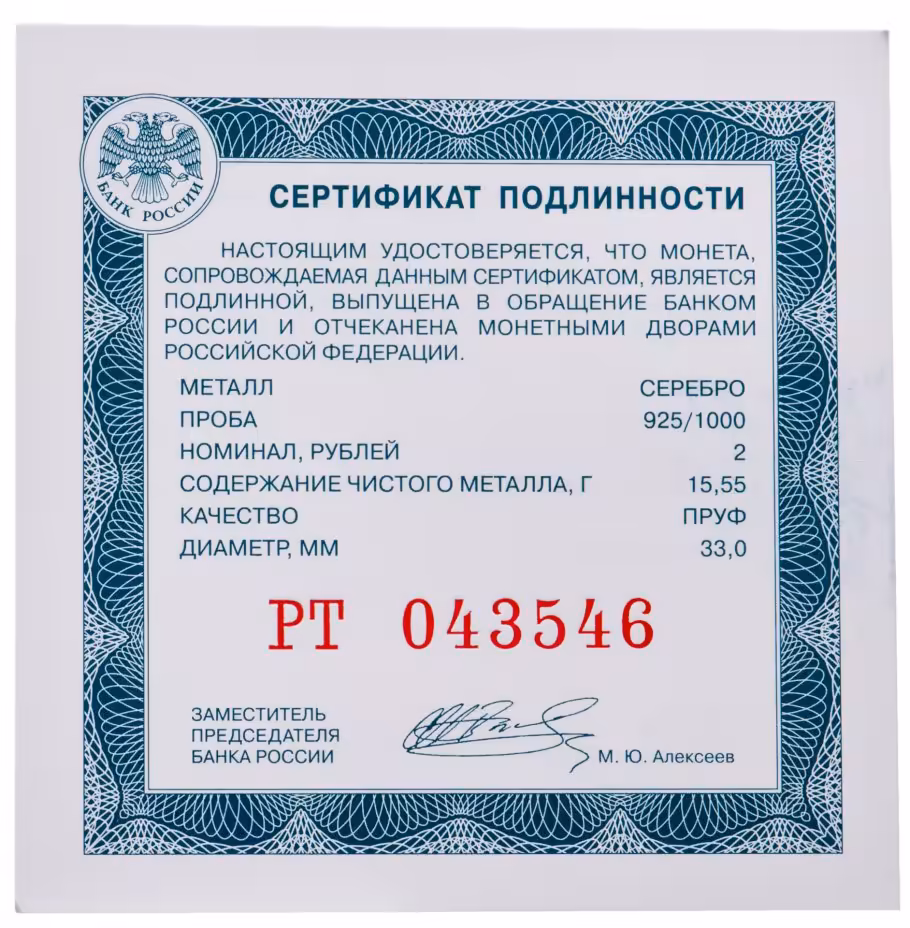 БАНК РОССИИ
СЕРТИФИКАТ ПОДЛИННОСТИ
НАСТОЯЩИМ УДОСТОВЕРЯЕТСЯ, ЧТО МОНЕТА,
СОПРОВОЖДАЕМАЯ ДАННЫМ СЕРТИФИКАТОМ, ЯВЛЯЕТСЯ
ПОДЛИННОЙ, ВЫПУЩЕНА В ОБРАЩЕНИЕ БАНКОМ
РОССИИ И ОТЧЕКАНЕНА МОНЕТНЫМИ ДВОРАМИ
РОССИЙСКОЙ ФЕДЕРАЦИИ.
МЕТАЛЛ СЕРЕБРО
ПРОБА 925/1000
НОМИНАЛ, РУБЛЕЙ 2
СОДЕРЖАНИЕ ЧИСТОГО МЕТАЛЛА, Г 15,55
КАЧЕСТВО ПРУФ
ДИАМЕТР, ММ 33,0
РТ 043546
ЗАМЕСТИТЕЛЬ
ПРЕДСЕДАТЕЛЯ
БАНКА РОССИИ М. Ю. Алексеев